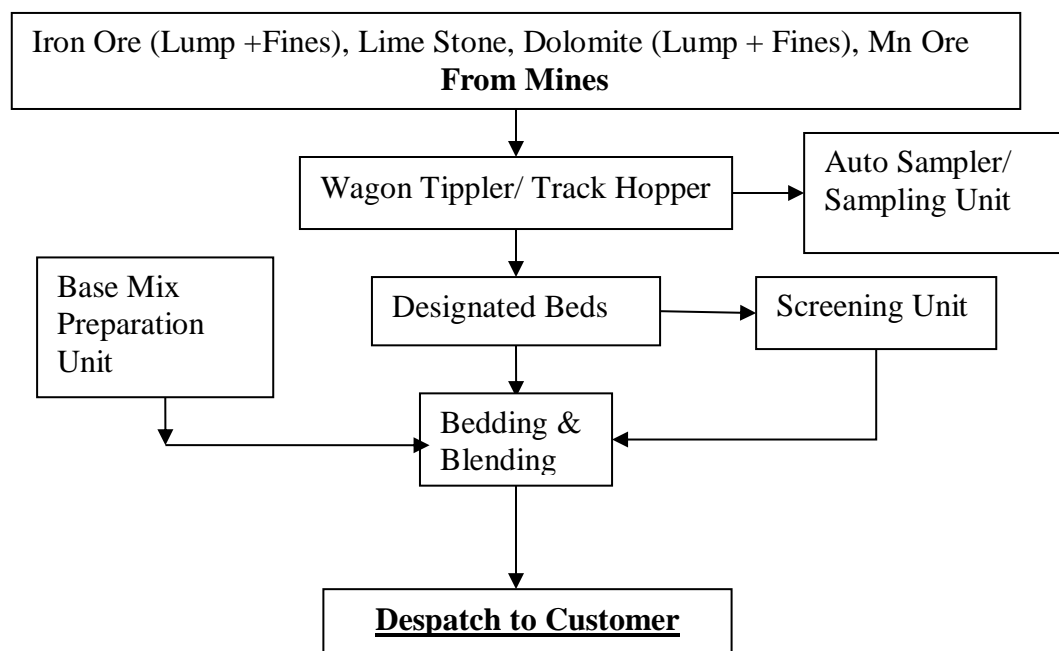 Iron Ore (Lump +Fines), Lime Stone, Dolomite (Lump + Fines), Mn Ore
From Mines
Wagon Tippler/ Track Hopper
Auto Sampler/
Sampling Unit
Base Mix
Preparation
Unit
Designated Beds
Screening Unit
Bedding &
Blending
Despatch to Customer